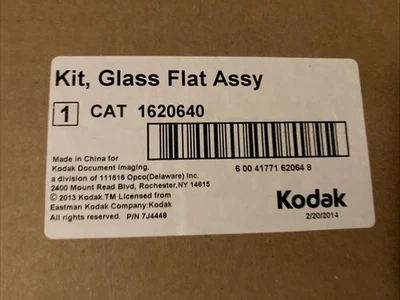 Kit, Glass Flat Assy
1 CAT 1620640
6 00 41771 62064 8
Made in China for
Kodak Document Imaging,
a division of 111616 Opco(Delaware) Inc.
2400 Mount Read Blvd, Rochester,NY 14615
© 2013 Kodak.TM Licensed from
Eastman Kodak Company:Kodak
All rights reserved. P/N 7J4448
Kodak
2/20/2014